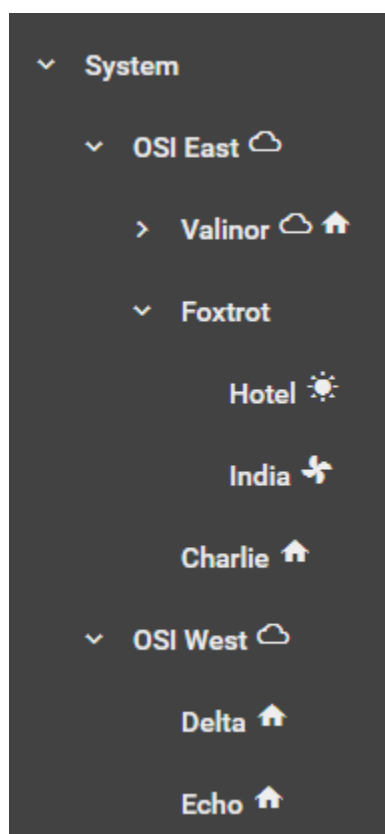 System
OSI East
Valinor
Foxtrot
Hotel
India
Charlie
OSI West
Delta
Echo